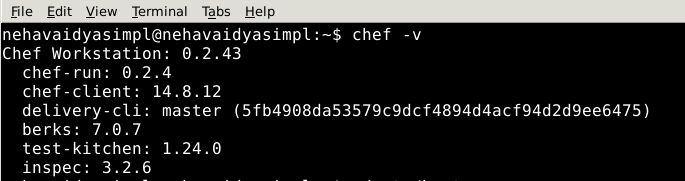 File Edit View Terminal Tabs Help
nehavaidyasimpl@nehavaidyasimpl:~$ chef -v
Chef Workstation: 0.2.43
chef-run: 0.2.4
chef-client: 14.8.12
delivery-cli: master (5fb4908da53579c9dcf4894d4acf94d2d9ee6475)
berks: 7.0.7
test-kitchen: 1.24.0
inspec: 3.2.6